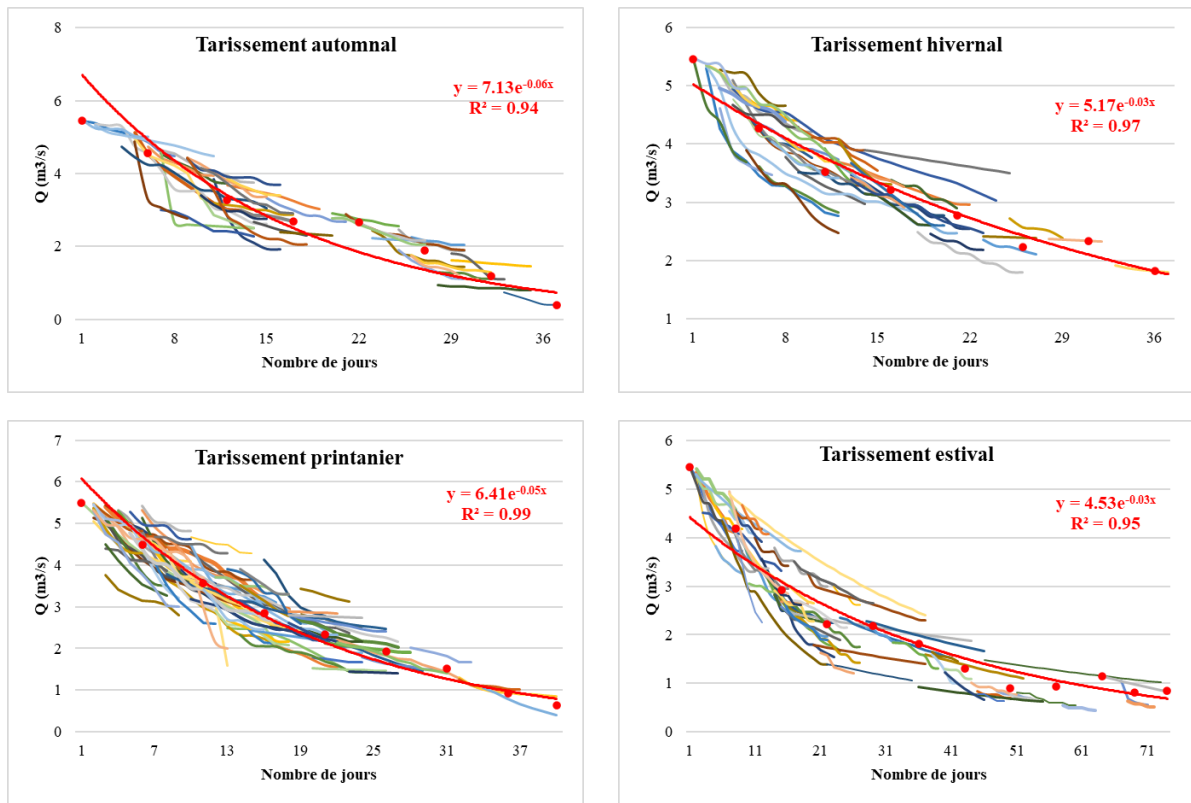 Tarissement automnal
y = 7.13e^-0.06x
R² = 0.94
Q (m3/s)
8
6
4
2
0
1 8 15 22 29 36
Nombre de jours
Tarissement hivernal
y = 5.17e^-0.03x
R² = 0.97
Q (m3/s)
6
5
4
3
2
1
1 8 15 22 29 36
Nombre de jours
Tarissement printanier
y = 6.41e^-0.05x
R² = 0.99
Q (m3/s)
7
6
5
4
3
2
1
0
1 7 13 19 25 31 37
Nombre de jours
Tarissement estival
y = 4.53e^-0.03x
R² = 0.95
Q (m3/s)
6
5
4
3
2
1
0
1 11 21 31 41 51 61 71
Nombre de jours